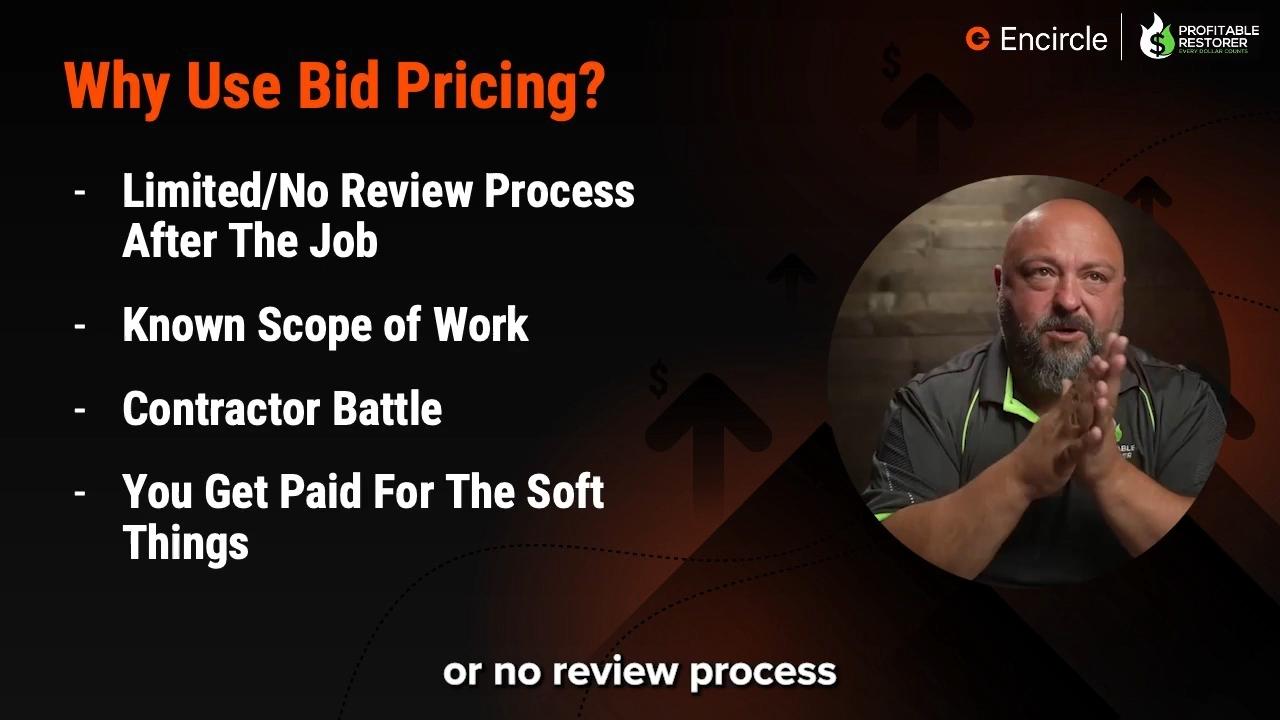 Encircle
PROFITABLE
RESTORER
EVERY DOLLAR COUNTS
Why Use Bid Pricing?
- Limited/No Review Process
After The Job
- Known Scope of Work
- Contractor Battle
- You Get Paid For The Soft
Things
or no review process